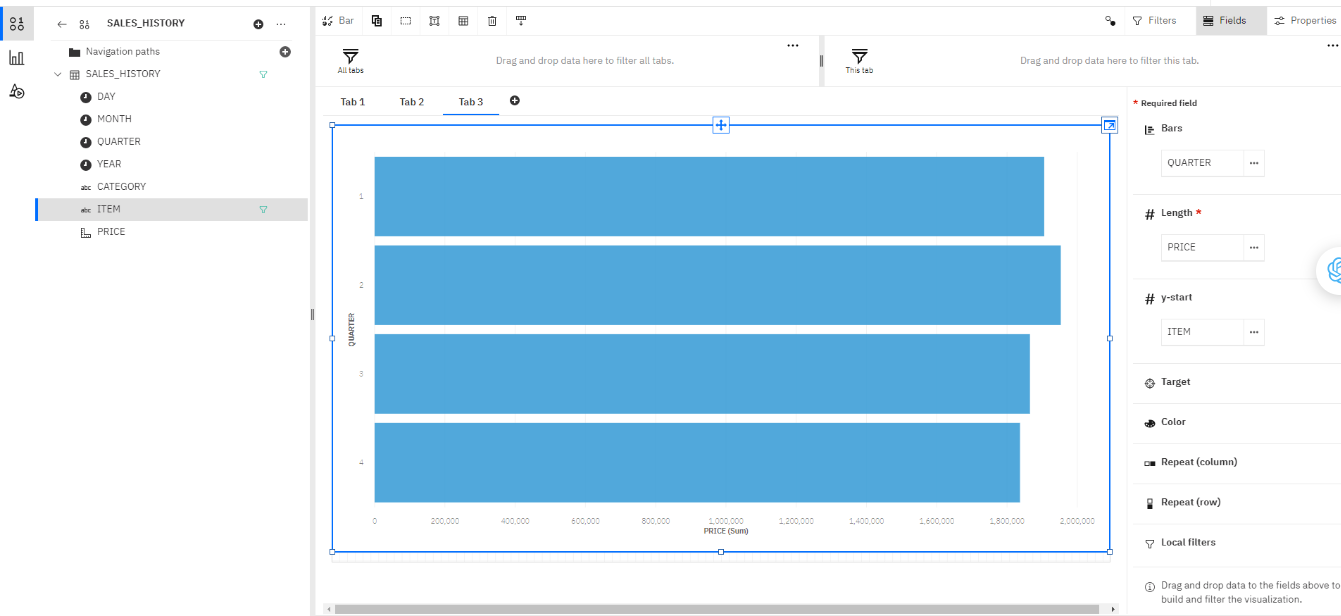 SALES_HISTORY
Navigation paths
SALES_HISTORY
DAY
MONTH
QUARTER
YEAR
abc CATEGORY
abc ITEM
PRICE
Bar
Filters
Fields
Properties
All tabs
Drag and drop data here to filter all tabs.
This tab
Drag and drop data here to filter this tab.
Tab 1
Tab 2
Tab 3
QUARTER
1
2
3
4
0
200,000
400,000
600,000
800,000
1,000,000
1,200,000
1,400,000
1,600,000
1,800,000
2,000,000
PRICE (Sum)
* Required field
Bars
QUARTER
# Length *
PRICE
# y-start
ITEM
Target
Color
Repeat (column)
Repeat (row)
Local filters
Drag and drop data to the fields above to
build and filter the visualization.